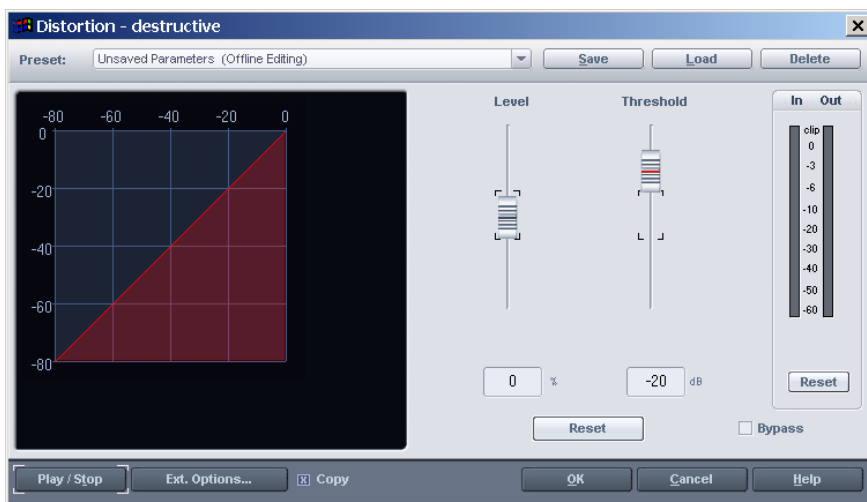 Distortion - destructive
Preset: Unsaved Parameters (Offline Editing) Save Load Delete
Level Threshold In Out
-80 -60 -40 -20 0
0
-20
-40
-60
-80
clip
0
-3
-6
-10
-20
-30
-40
-50
-60
0 % -20 dB Reset
Reset Bypass
Play / Stop Ext. Options... Copy OK Cancel Help